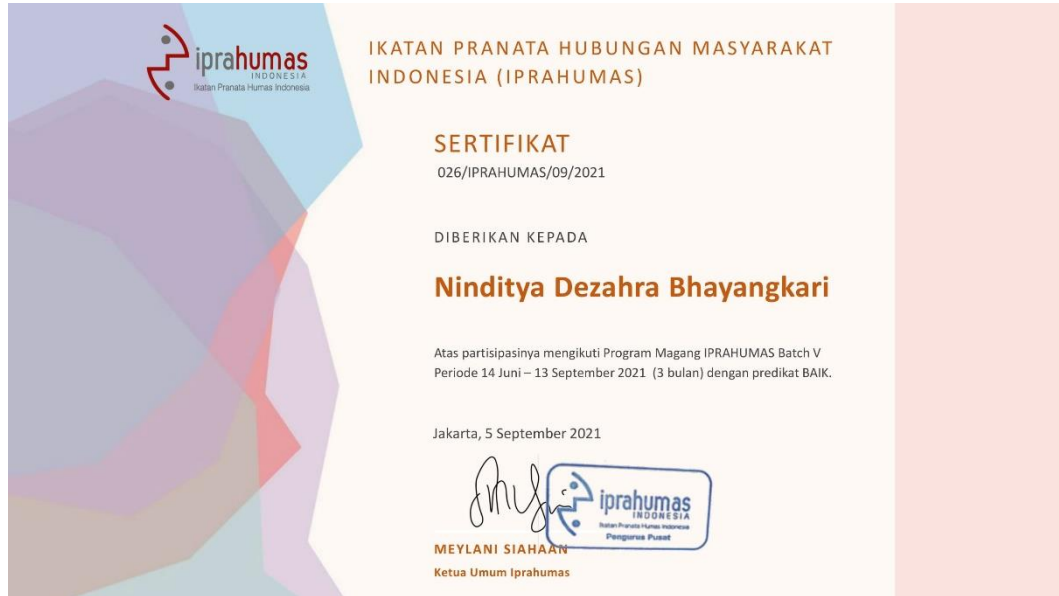 iprahumas
INDONESIA
Ikatan Pranata Humas Indonesia
IKATAN PRANATA HUBUNGAN MASYARAKAT
INDONESIA (IPRAHUMAS)
SERTIFIKAT
026/IPRAHUMAS/09/2021
DIBERIKAN KEPADA
Ninditya Dezahra Bhayangkari
Atas partisipasinya mengikuti Program Magang IPRAHUMAS Batch V
Periode 14 Juni – 13 September 2021 (3 bulan) dengan predikat BAIK.
Jakarta, 5 September 2021
iprahumas
INDONESIA
Ikatan Pranata Humas Indonesia
Pengurus Pusat
MEYLANI SIAHAAN
Ketua Umum Iprahumas